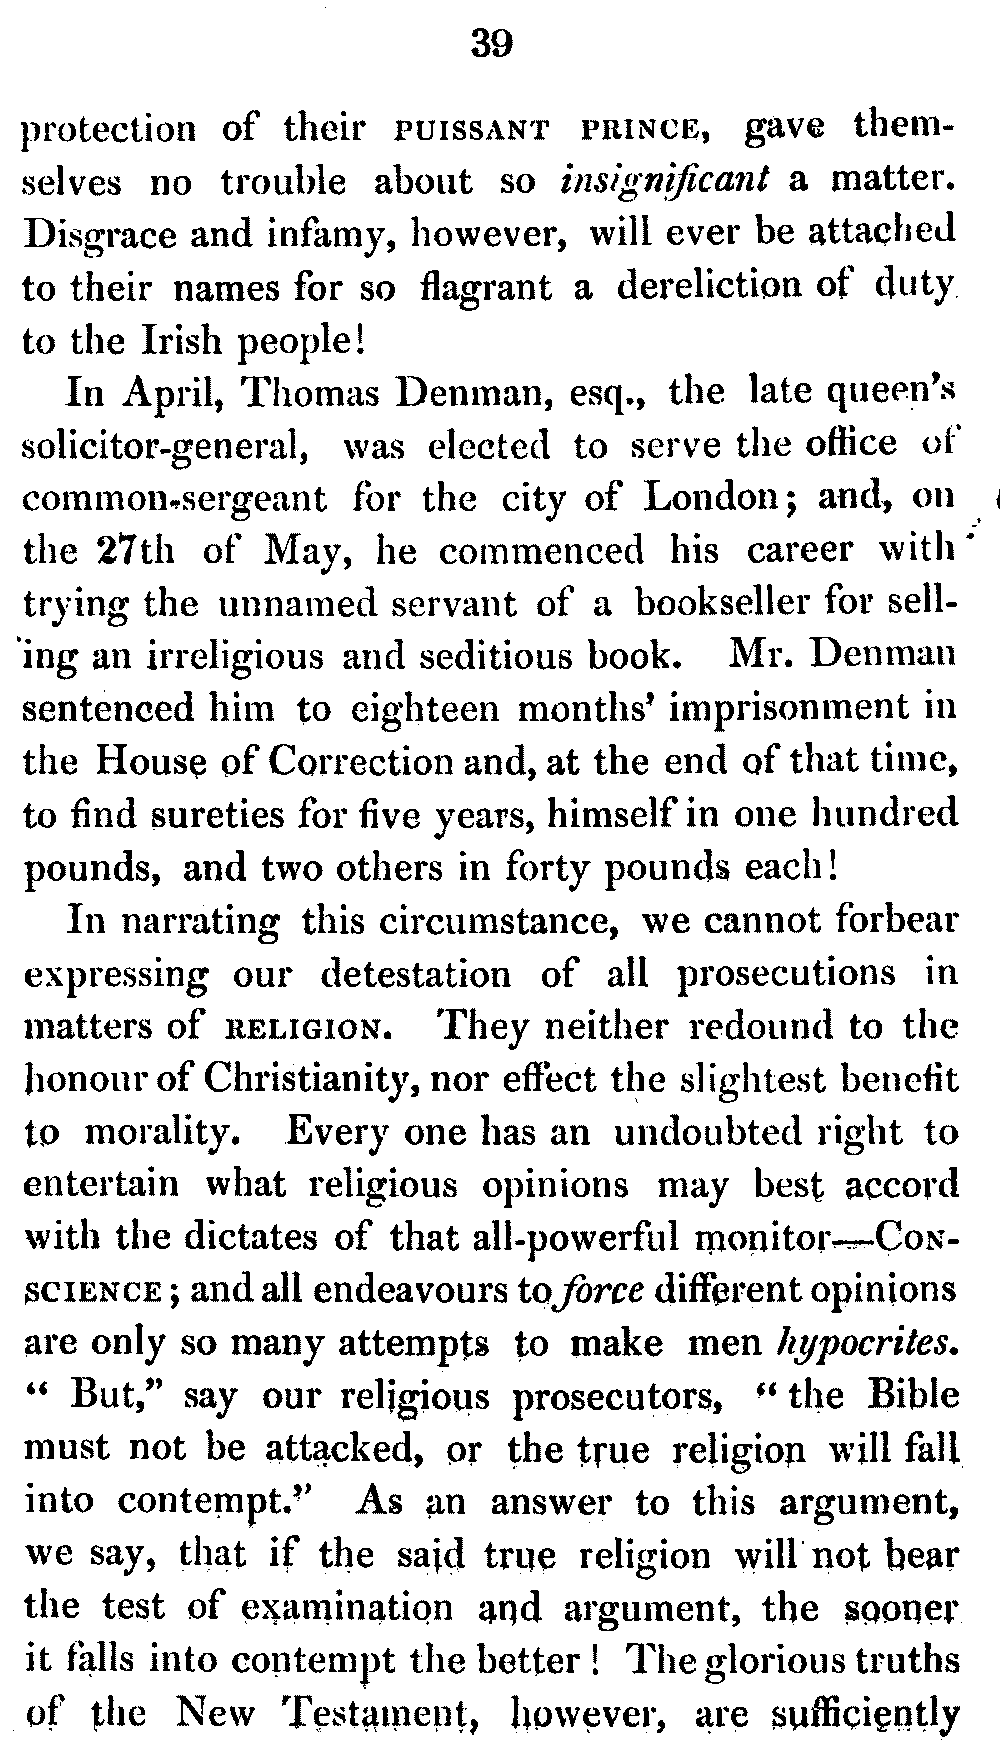 39
protection of their PUISSANT PRINCE, gave them-
selves no trouble about so insignificant a matter.
Disgrace and infamy, however, will ever be attached
to their names for so flagrant a dereliction of duty
to the Irish people!
In April, Thomas Denman, esq., the late queen's
solicitor-general, was elected to serve the office of
common-sergeant for the city of London; and, on
the 27th of May, he commenced his career with
trying the unnamed servant of a bookseller for sell-
ing an irreligious and seditious book. Mr. Denman
sentenced him to eighteen months' imprisonment in
the House of Correction and, at the end of that time,
to find sureties for five years, himself in one hundred
pounds, and two others in forty pounds each!
In narrating this circumstance, we cannot forbear
expressing our detestation of all prosecutions in
matters of RELIGION. They neither redound to the
honour of Christianity, nor effect the slightest benefit
to morality. Every one has an undoubted right to
entertain what religious opinions may best accord
with the dictates of that all-powerful monitor—CON-
SCIENCE; and all endeavours to force different opinions
are only so many attempts to make men hypocrites.
“ But,” say our religious prosecutors, “ the Bible
must not be attacked, or the true religion will fall
into contempt.” As an answer to this argument,
we say, that if the said true religion will not bear
the test of examination and argument, the sooner
it falls into contempt the better! The glorious truths
of the New Testament, however, are sufficiently